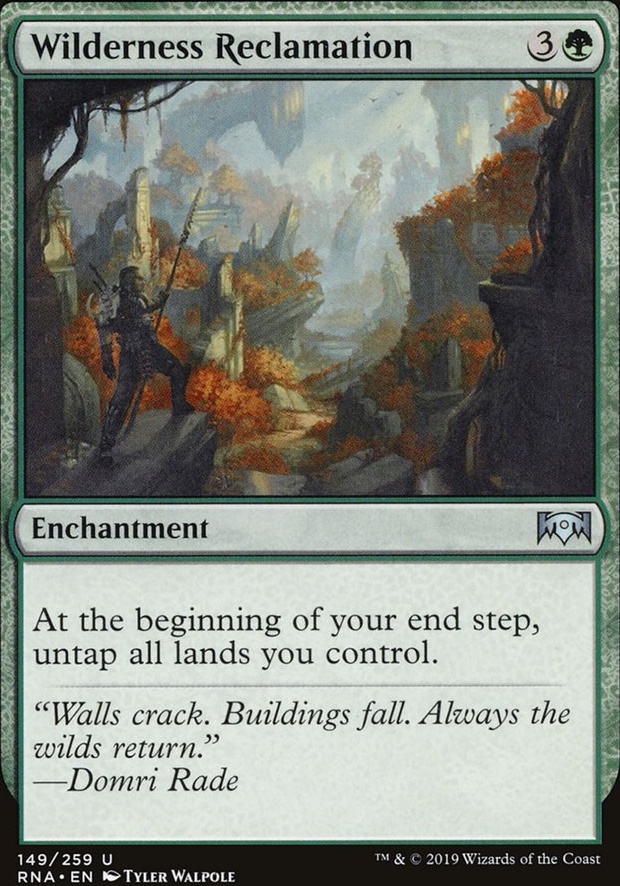 Wilderness Reclamation 3
Enchantment
At the beginning of your end step,
untap all lands you control.
“Walls crack. Buildings fall. Always the
wilds return.”
—Domri Rade
149/259 U
RNA • EN Tyler Walpole
™ & © 2019 Wizards of the Coast